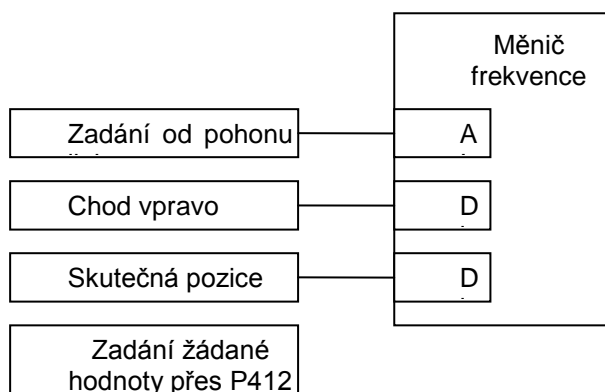 Měnič
frekvence
Zadání od pohonu
A
Chod vpravo
D
Skutečná pozice
D
Zadání žádané
hodnoty přes P412